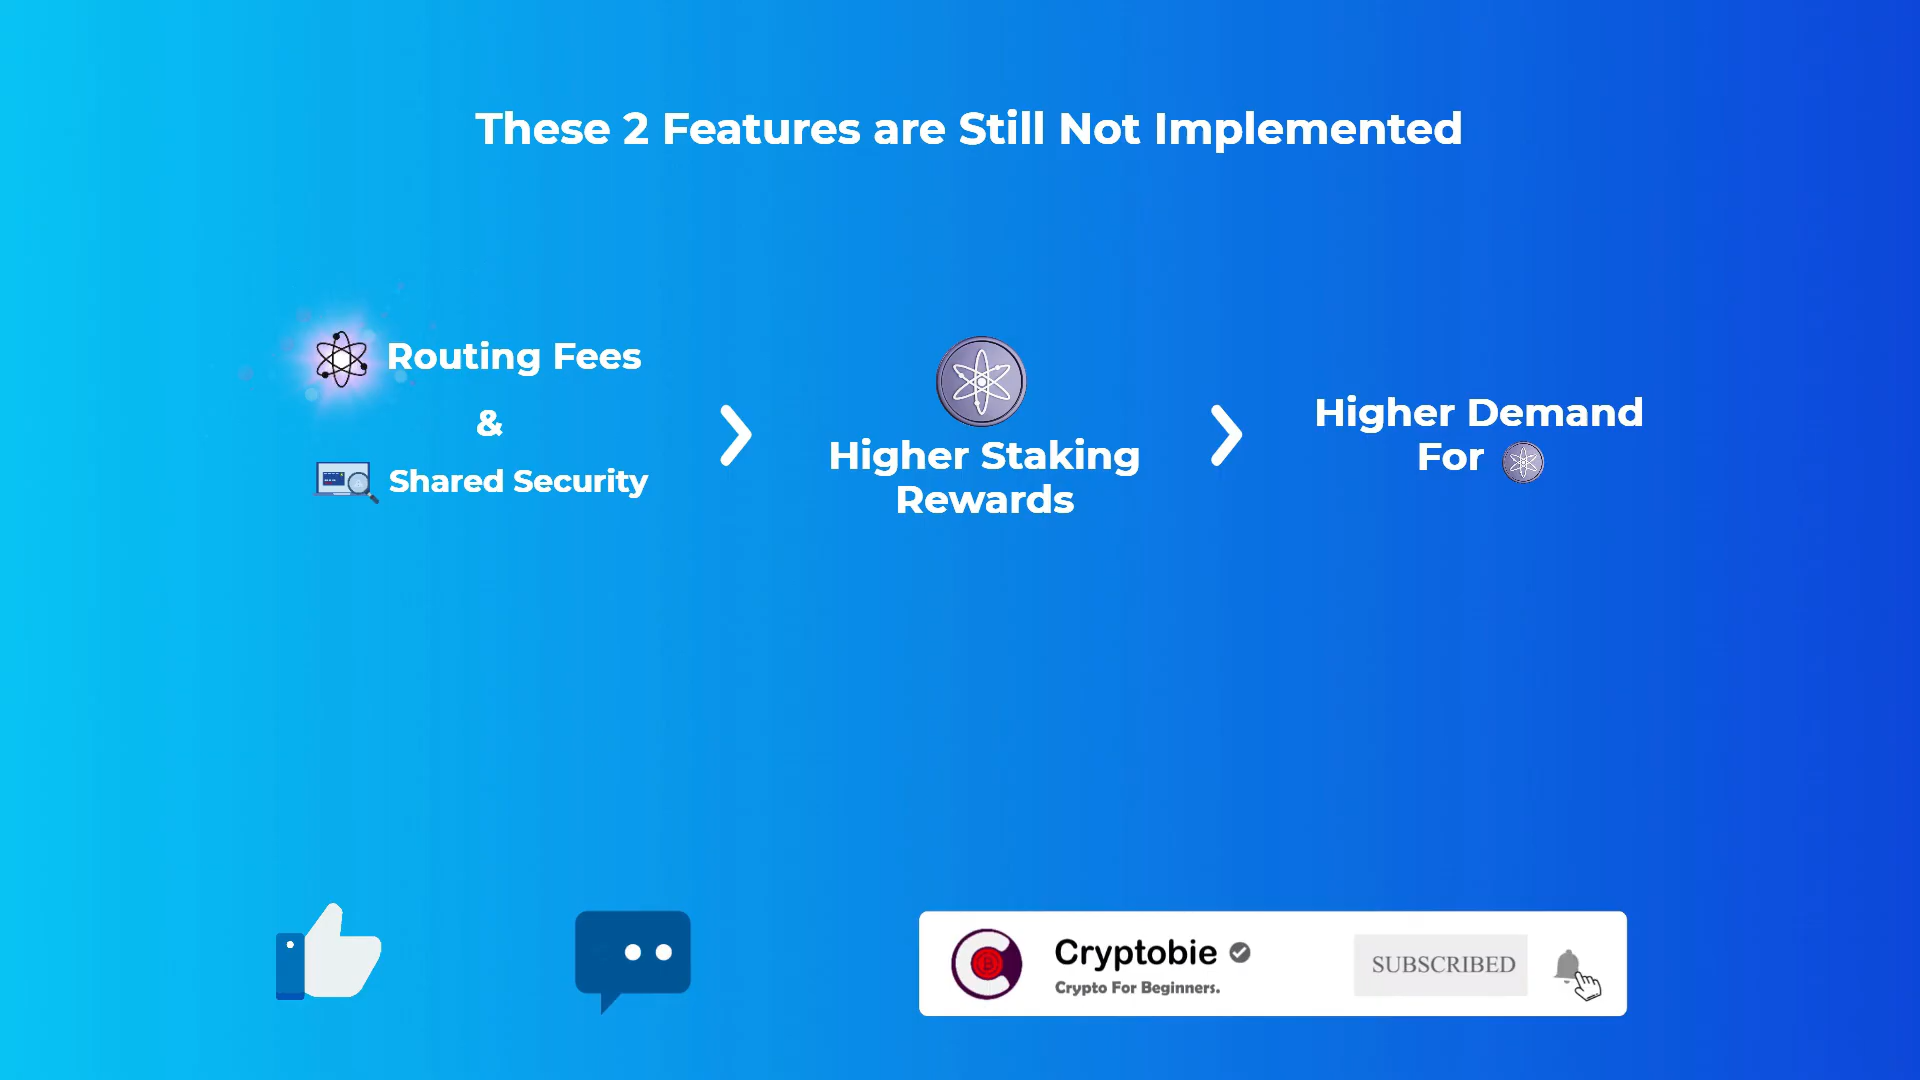 These 2 Features are Still Not Implemented
Routing Fees
&
Shared Security
Higher Staking
Rewards
Higher Demand
For
Cryptobie
Crypto For Beginners.
SUBSCRIBED